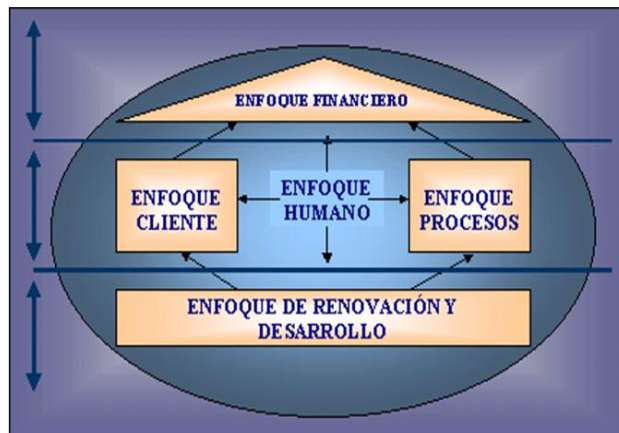 ENFOQUE FINANCIERO
ENFOQUE
CLIENTE
ENFOQUE
HUMANO
ENFOQUE
PROCESOS
ENFOQUE DE RENOVACIÓN Y
DESARROLLO